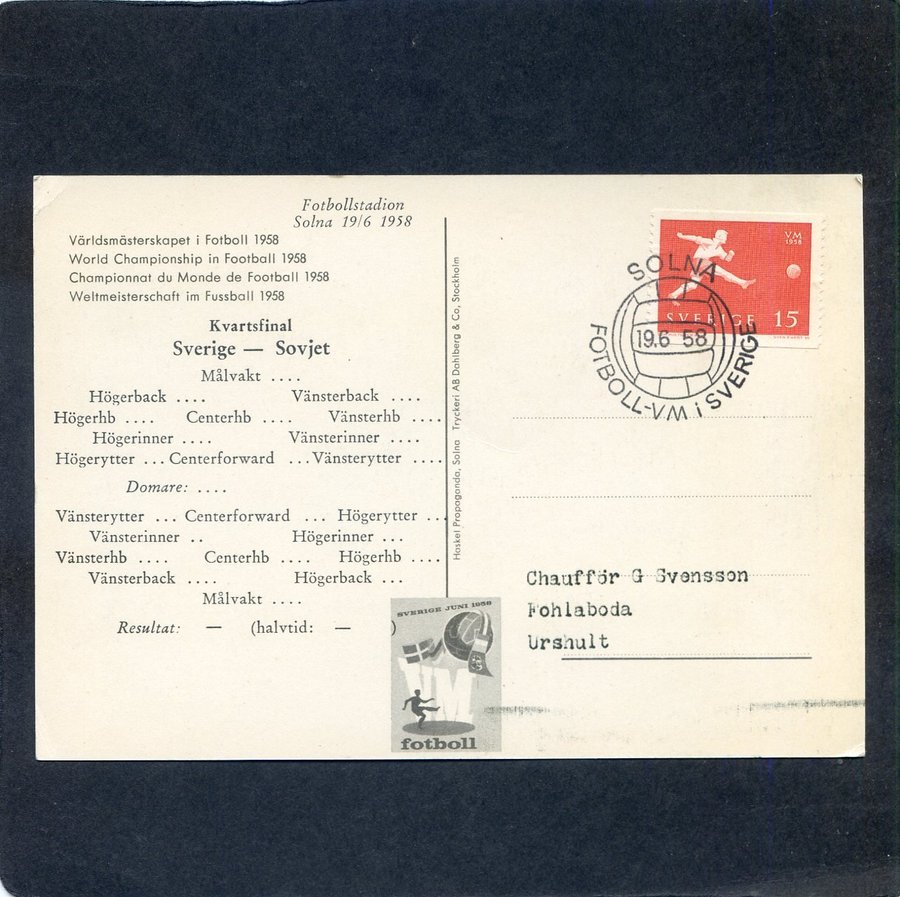 Fotbollstadion
Solna 19/6 1958
Världsmästerskapet i Fotboll 1958
World Championship in Football 1958
Championnat du Monde de Football 1958
Weltmeisterschaft im Fussball 1958
Kvartsfinal
Sverige — Sovjet
Målvakt ....
Högerback .... Vänsterback ....
Högerhb .... Centerhb .... Vänsterhb ....
Högerinner .... Vänsterinner ....
Högerytter ... Centerforward ... Vänsterytter ....
Domare: ....
Vänsterytter ... Centerforward ... Högerytter ...
Vänsterinner .. Högerinner ...
Vänsterhb .... Centerhb .... Högerhb ....
Vänsterback .... Högerback ...
Målvakt ....
Resultat: — (halvtid: — )
SVERIGE JUNI 1958
VM
fotboll
Haskel Propaganda, Solna Tryckeri AB Dahlberg & Co, Stockholm
VM
1958
SVERIGE 15
SOLNA
19.6 58
FOTBOLL-VM i SVERIGE
Chaufför G Svensson
Pohlaboda
Urshult